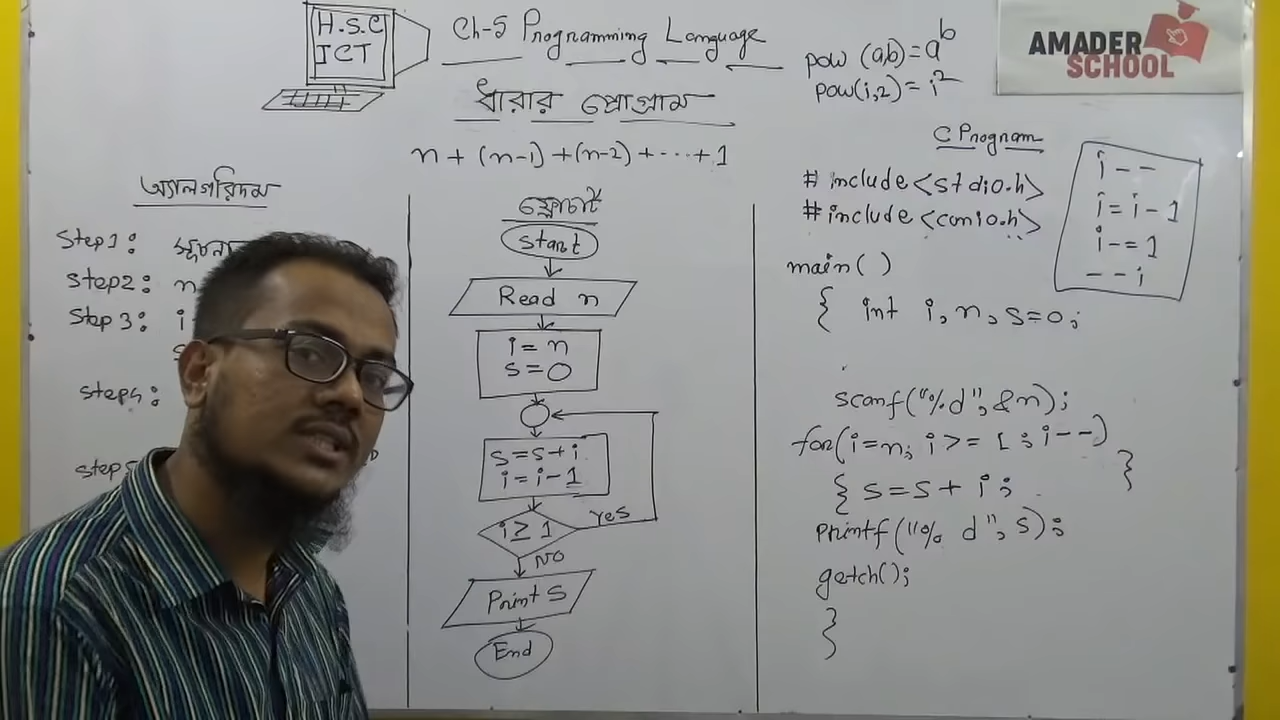 H.S.C
ICT
Ch-5 Programming Language
ধারার প্রোগ্রাম
n + (n-1) + (n-2) + ... + 1
pow (a,b) = a^b
pow(i,2) = i^2
AMADER
SCHOOL
অ্যালগরিদম
Step1:
Step2: n
Step 3: i
s
Step4:
Step5
ফ্লোচার্ট
Start
Read n
i = n
s = 0
s = s + i
i = i - 1
i ≥ 1
Yes
No
Print S
End
C Program
# include <stdio.h>
# include <conio.h>
main( )
{ int i, n, s=0;
scanf("%d", &n);
for(i=n; i >= 1; i--)
{ s = s + i ;
}
printf("% d", s);
getch();
}
i - -
i = i - 1
i -= 1
- - i